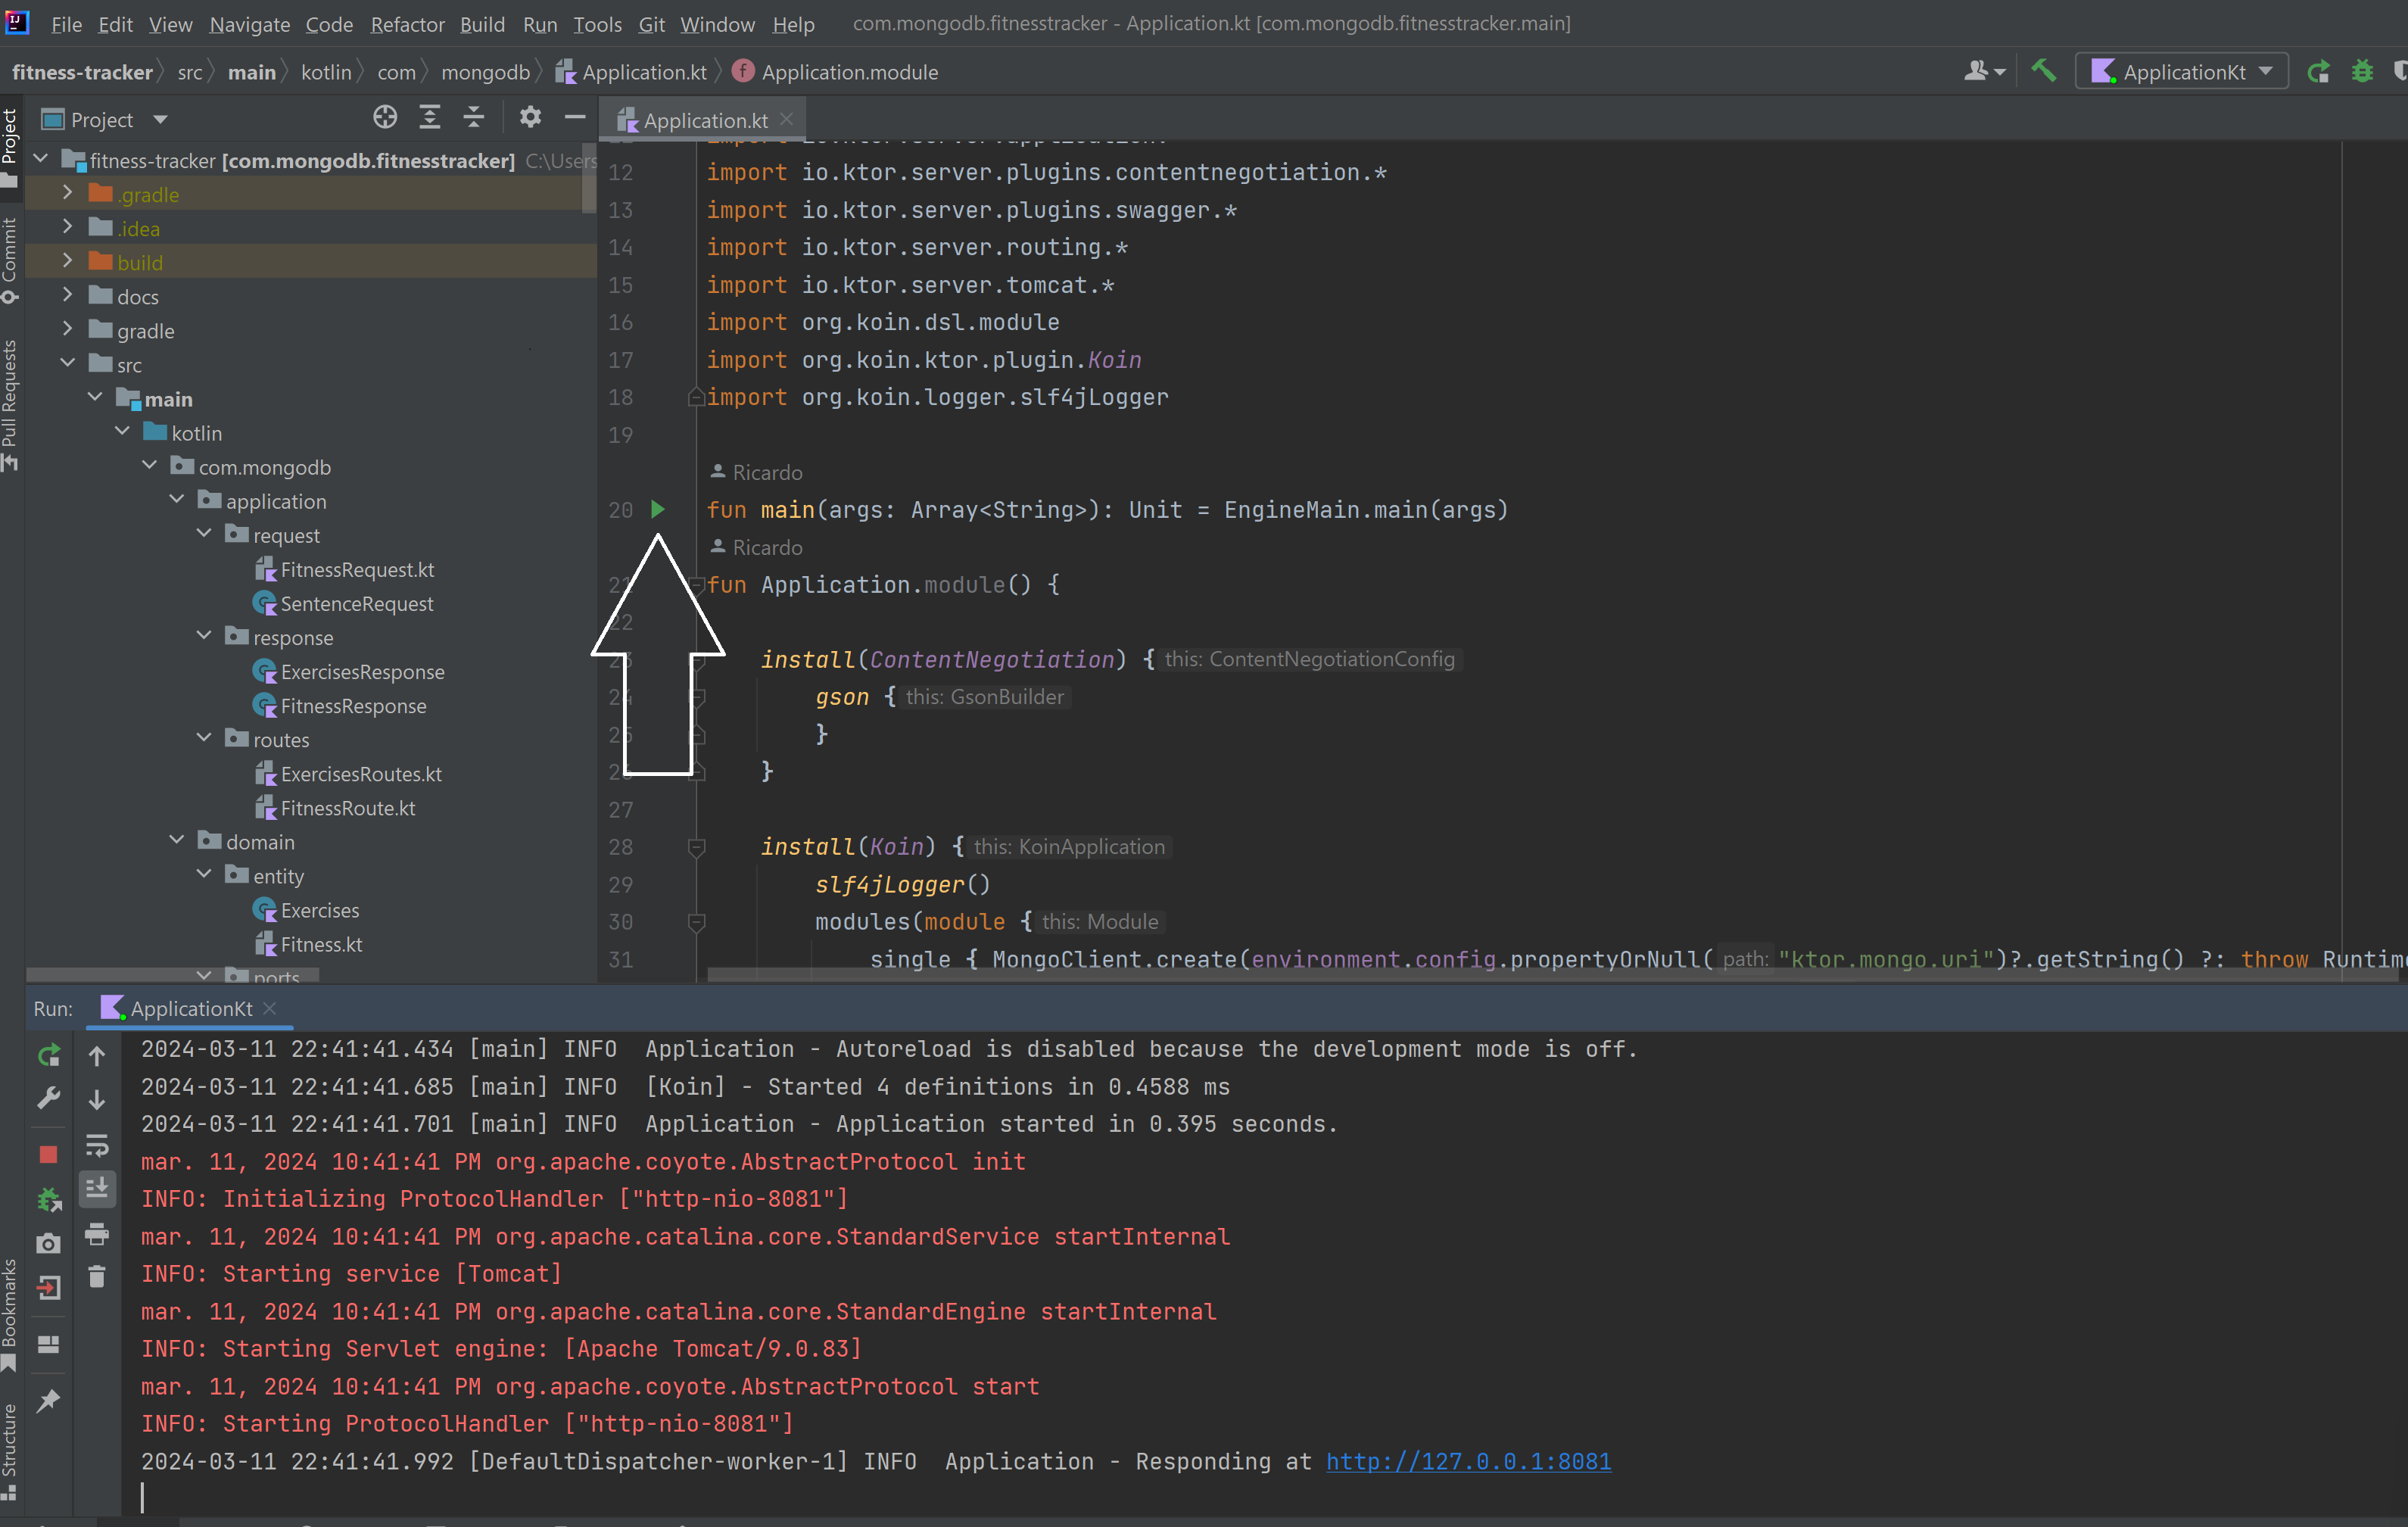 File Edit View Navigate Code Refactor Build Run Tools Git Window Help com.mongodb.fitnesstracker - Application.kt [com.mongodb.fitnesstracker.main]
fitness-tracker src main kotlin com mongodb Application.kt f Application.module ApplicationKt
Project
Commit
Pull Requests
Bookmarks
Structure
Project
fitness-tracker [com.mongodb.fitnesstracker] C:\Users
.gradle
.idea
build
docs
gradle
src
main
kotlin
com.mongodb
application
request
FitnessRequest.kt
SentenceRequest
response
ExercisesResponse
FitnessResponse
routes
ExercisesRoutes.kt
FitnessRoute.kt
domain
entity
Exercises
Fitness.kt
ports
Application.kt
12 import io.ktor.server.plugins.contentnegotiation.*
13 import io.ktor.server.plugins.swagger.*
14 import io.ktor.server.routing.*
15 import io.ktor.server.tomcat.*
16 import org.koin.dsl.module
17 import org.koin.ktor.plugin.Koin
18 import org.koin.logger.slf4jLogger
19
Ricardo
20 fun main(args: Array<String>): Unit = EngineMain.main(args)
Ricardo
21 fun Application.module() {
22
23 install(ContentNegotiation) { this: ContentNegotiationConfig
24 gson { this: GsonBuilder
25 }
26 }
27
28 install(Koin) { this: KoinApplication
29 slf4jLogger()
30 modules(module { this: Module
31 single { MongoClient.create(environment.config.propertyOrNull( path: "ktor.mongo.uri")?.getString() ?: throw Runtime
Run: ApplicationKt
2024-03-11 22:41:41.434 [main] INFO  Application - Autoreload is disabled because the development mode is off.
2024-03-11 22:41:41.685 [main] INFO  [Koin] - Started 4 definitions in 0.4588 ms
2024-03-11 22:41:41.701 [main] INFO  Application - Application started in 0.395 seconds.
mar. 11, 2024 10:41:41 PM org.apache.coyote.AbstractProtocol init
INFO: Initializing ProtocolHandler ["http-nio-8081"]
mar. 11, 2024 10:41:41 PM org.apache.catalina.core.StandardService startInternal
INFO: Starting service [Tomcat]
mar. 11, 2024 10:41:41 PM org.apache.catalina.core.StandardEngine startInternal
INFO: Starting Servlet engine: [Apache Tomcat/9.0.83]
mar. 11, 2024 10:41:41 PM org.apache.coyote.AbstractProtocol start
INFO: Starting ProtocolHandler ["http-nio-8081"]
2024-03-11 22:41:41.992 [DefaultDispatcher-worker-1] INFO  Application - Responding at http://127.0.0.1:8081